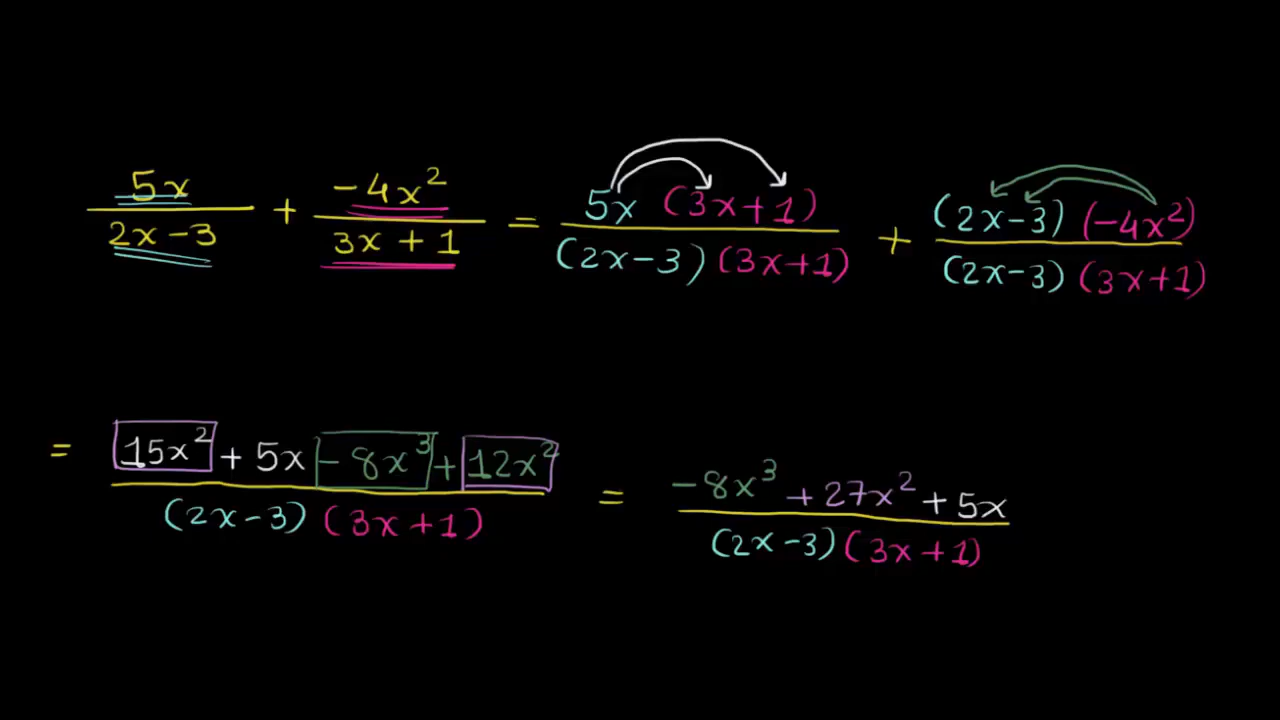 5x/(2x-3) + -4x²/(3x+1) = 5x(3x+1)/(2x-3)(3x+1) + (2x-3)(-4x²)/(2x-3)(3x+1)
= 15x² + 5x -8x³ + 12x²/(2x-3)(3x+1) = -8x³ + 27x² + 5x/(2x-3)(3x+1)